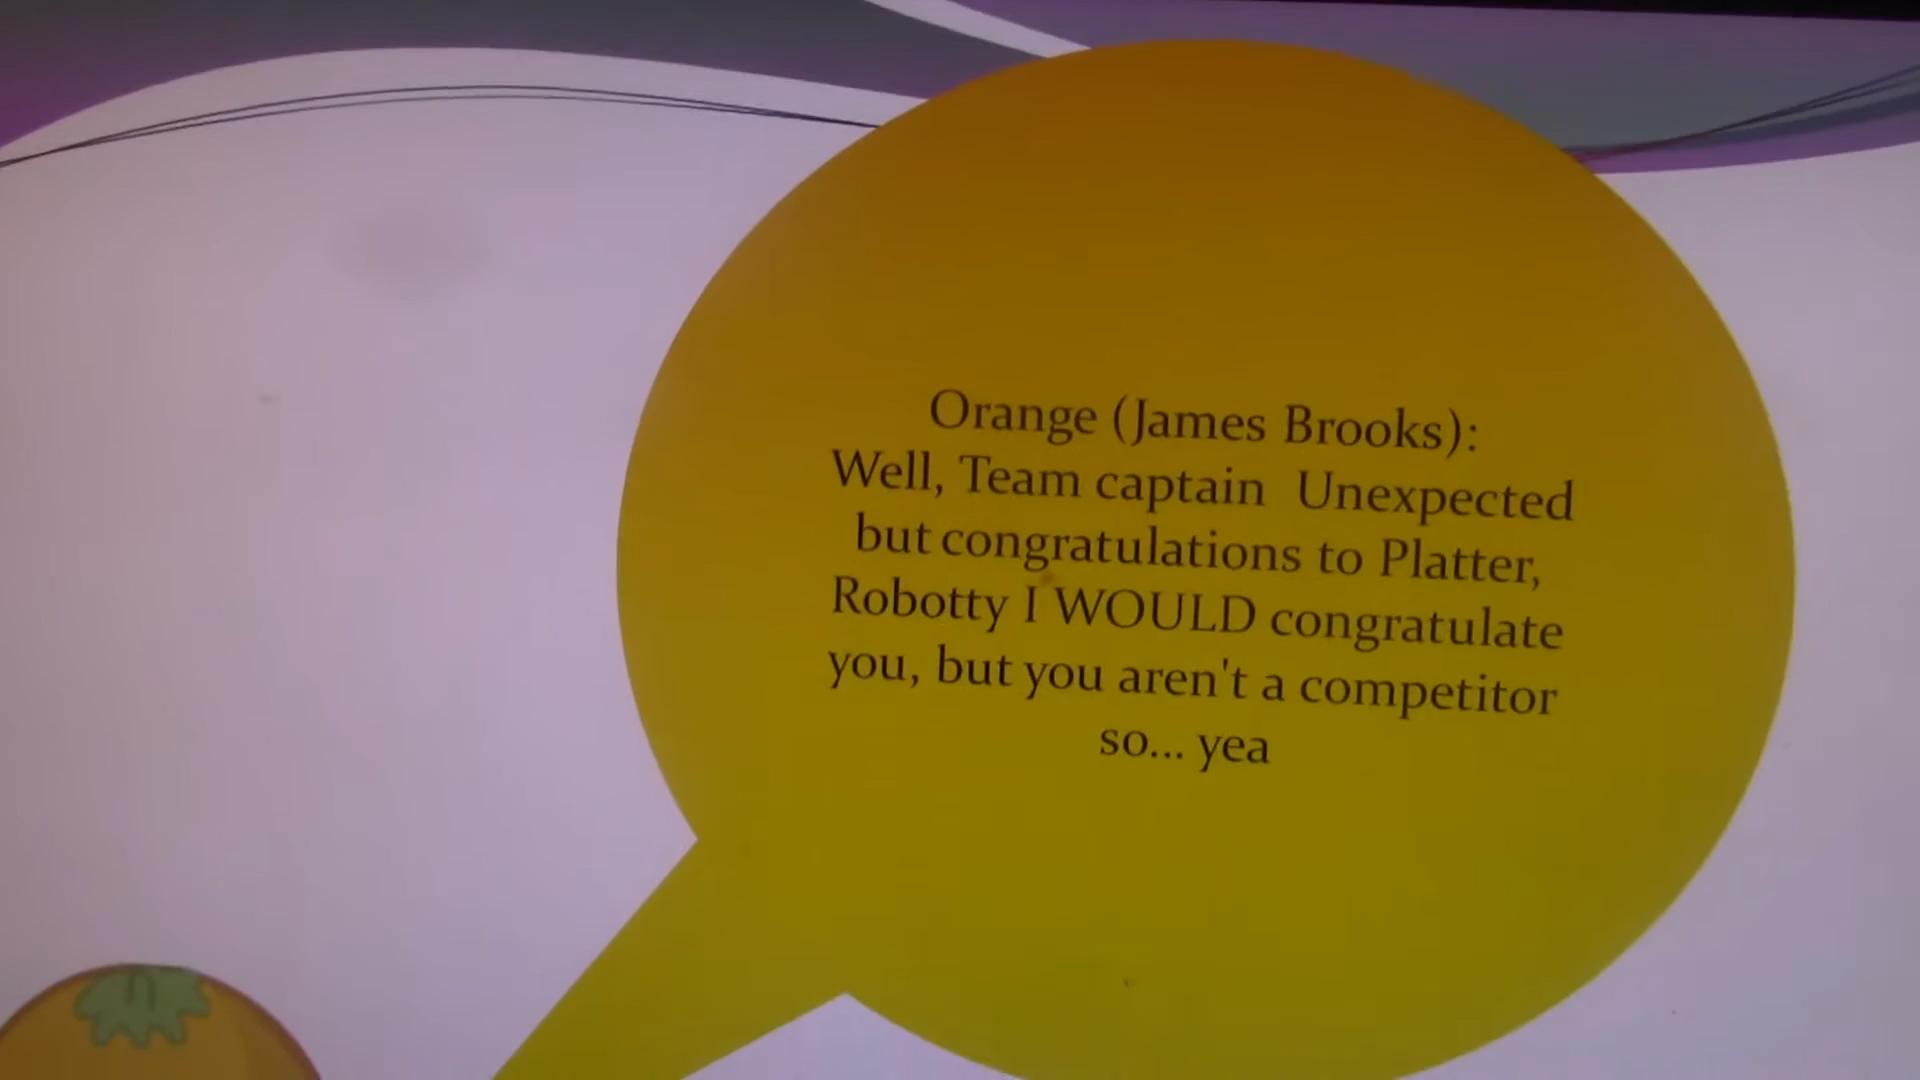 Orange (James Brooks):
Well, Team captain Unexpected
but congratulations to Platter,
Robotty I WOULD congratulate
you, but you aren't a competitor
so... yea